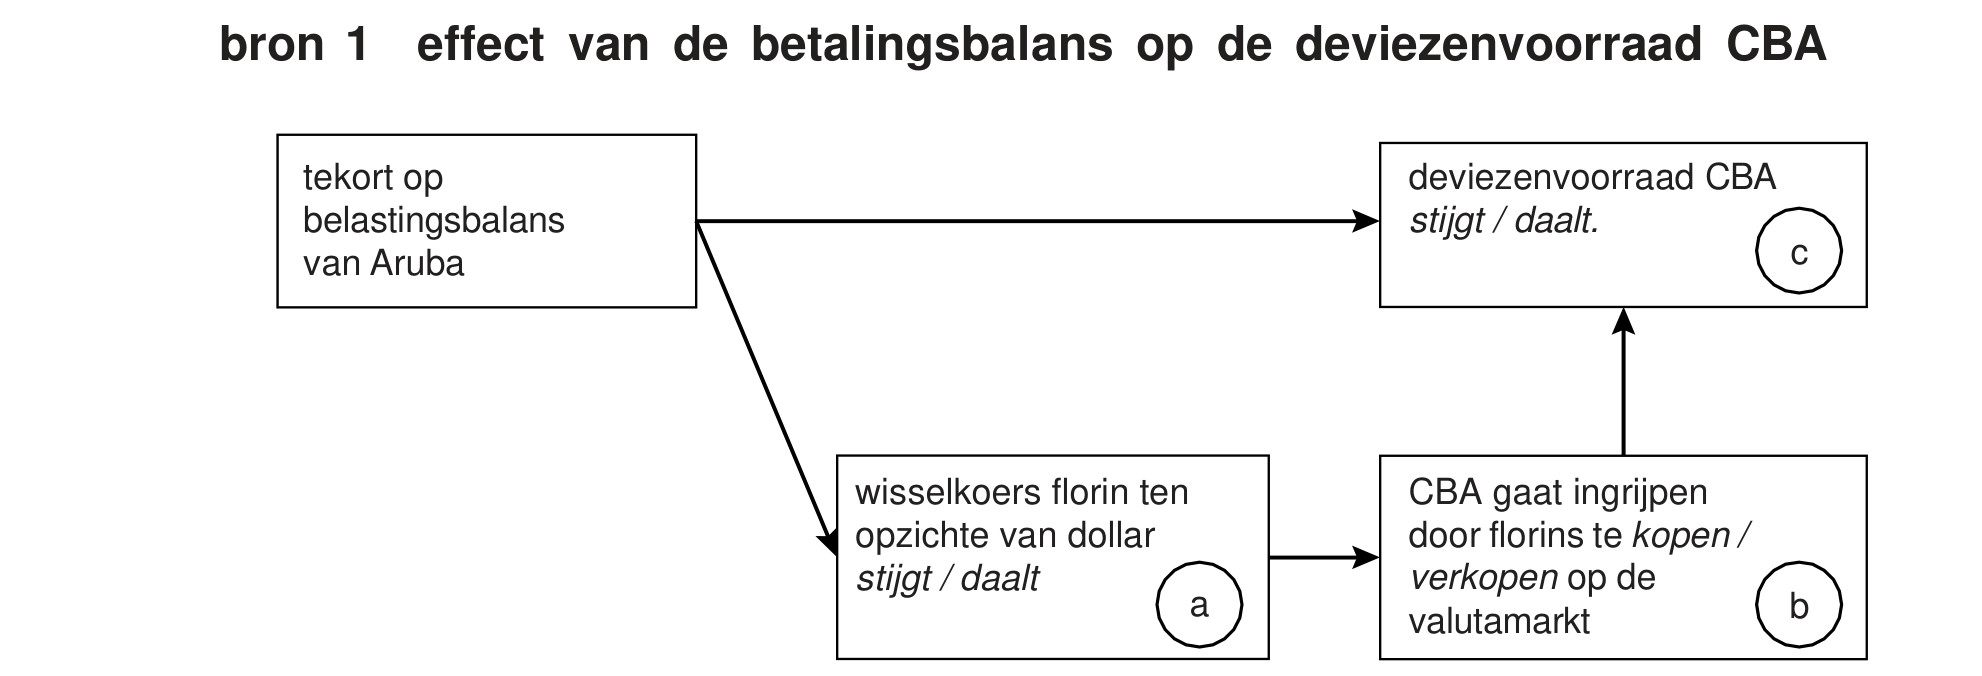 bron 1 effect van de betalingsbalans op de deviezenvoorraad CBA
tekort op
belastingsbalans
van Aruba
deviezenvoorraad CBA
stijgt / daalt.
c
wisselkoers florin ten
opzichte van dollar
stijgt / daalt
a
CBA gaat ingrijpen
door florins te kopen /
verkopen op de
valutamarkt
b